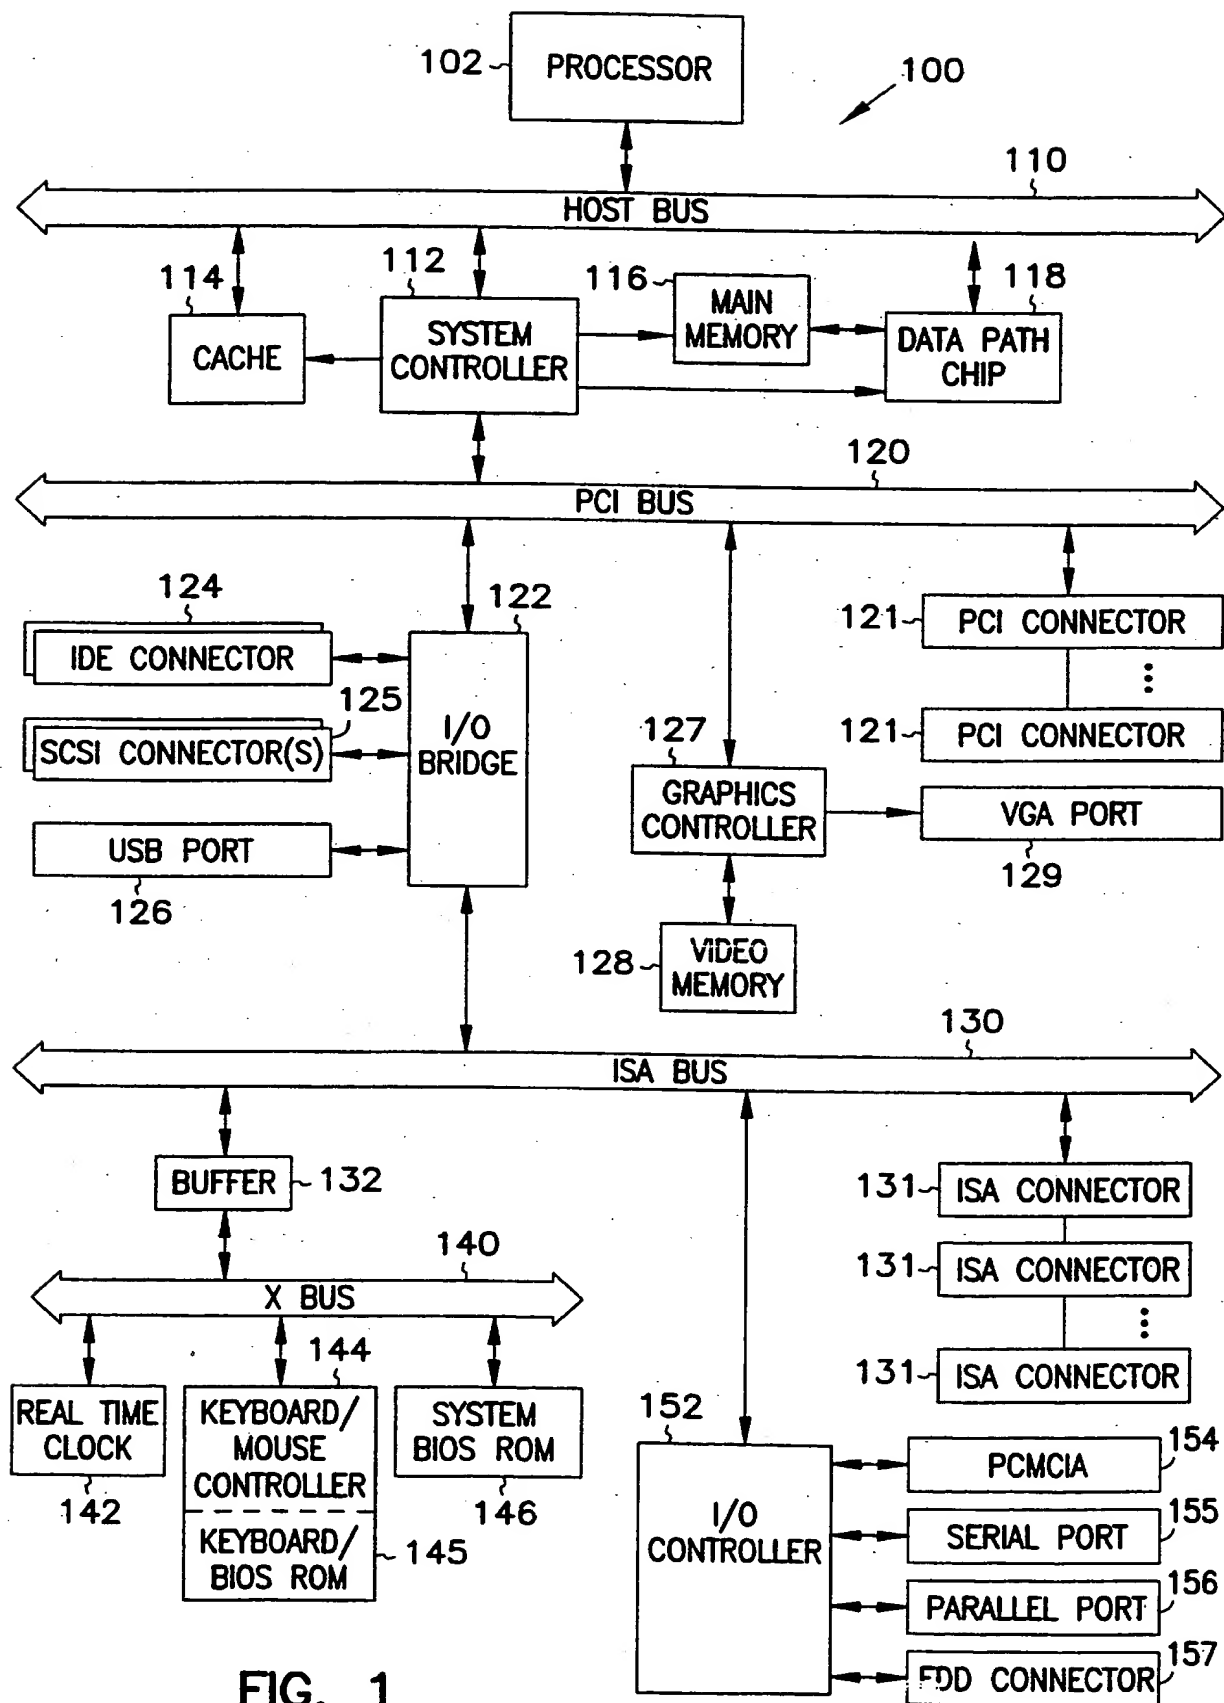 102
PROCESSOR
100
110
HOST BUS
114
112
116
118
MAIN
MEMORY
SYSTEM
CONTROLLER
CACHE
DATA PATH
CHIP
120
PCI BUS
124
122
121
PCI CONNECTOR
IDE CONNECTOR
125
SCSI CONNECTOR(S)
I/O
BRIDGE
127
121
PCI CONNECTOR
GRAPHICS
CONTROLLER
VGA PORT
129
USB PORT
126
128
VIDEO
MEMORY
130
ISA BUS
BUFFER
132
131
ISA CONNECTOR
131
ISA CONNECTOR
131
ISA CONNECTOR
140
X BUS
144
REAL TIME
CLOCK
142
KEYBOARD/
MOUSE
CONTROLLER
SYSTEM
BIOS ROM
146
KEYBOARD/
BIOS ROM
145
152
I/O
CONTROLLER
PCMCIA
154
SERIAL PORT
155
PARALLEL PORT
156
FDD CONNECTOR
157
FIG. 1